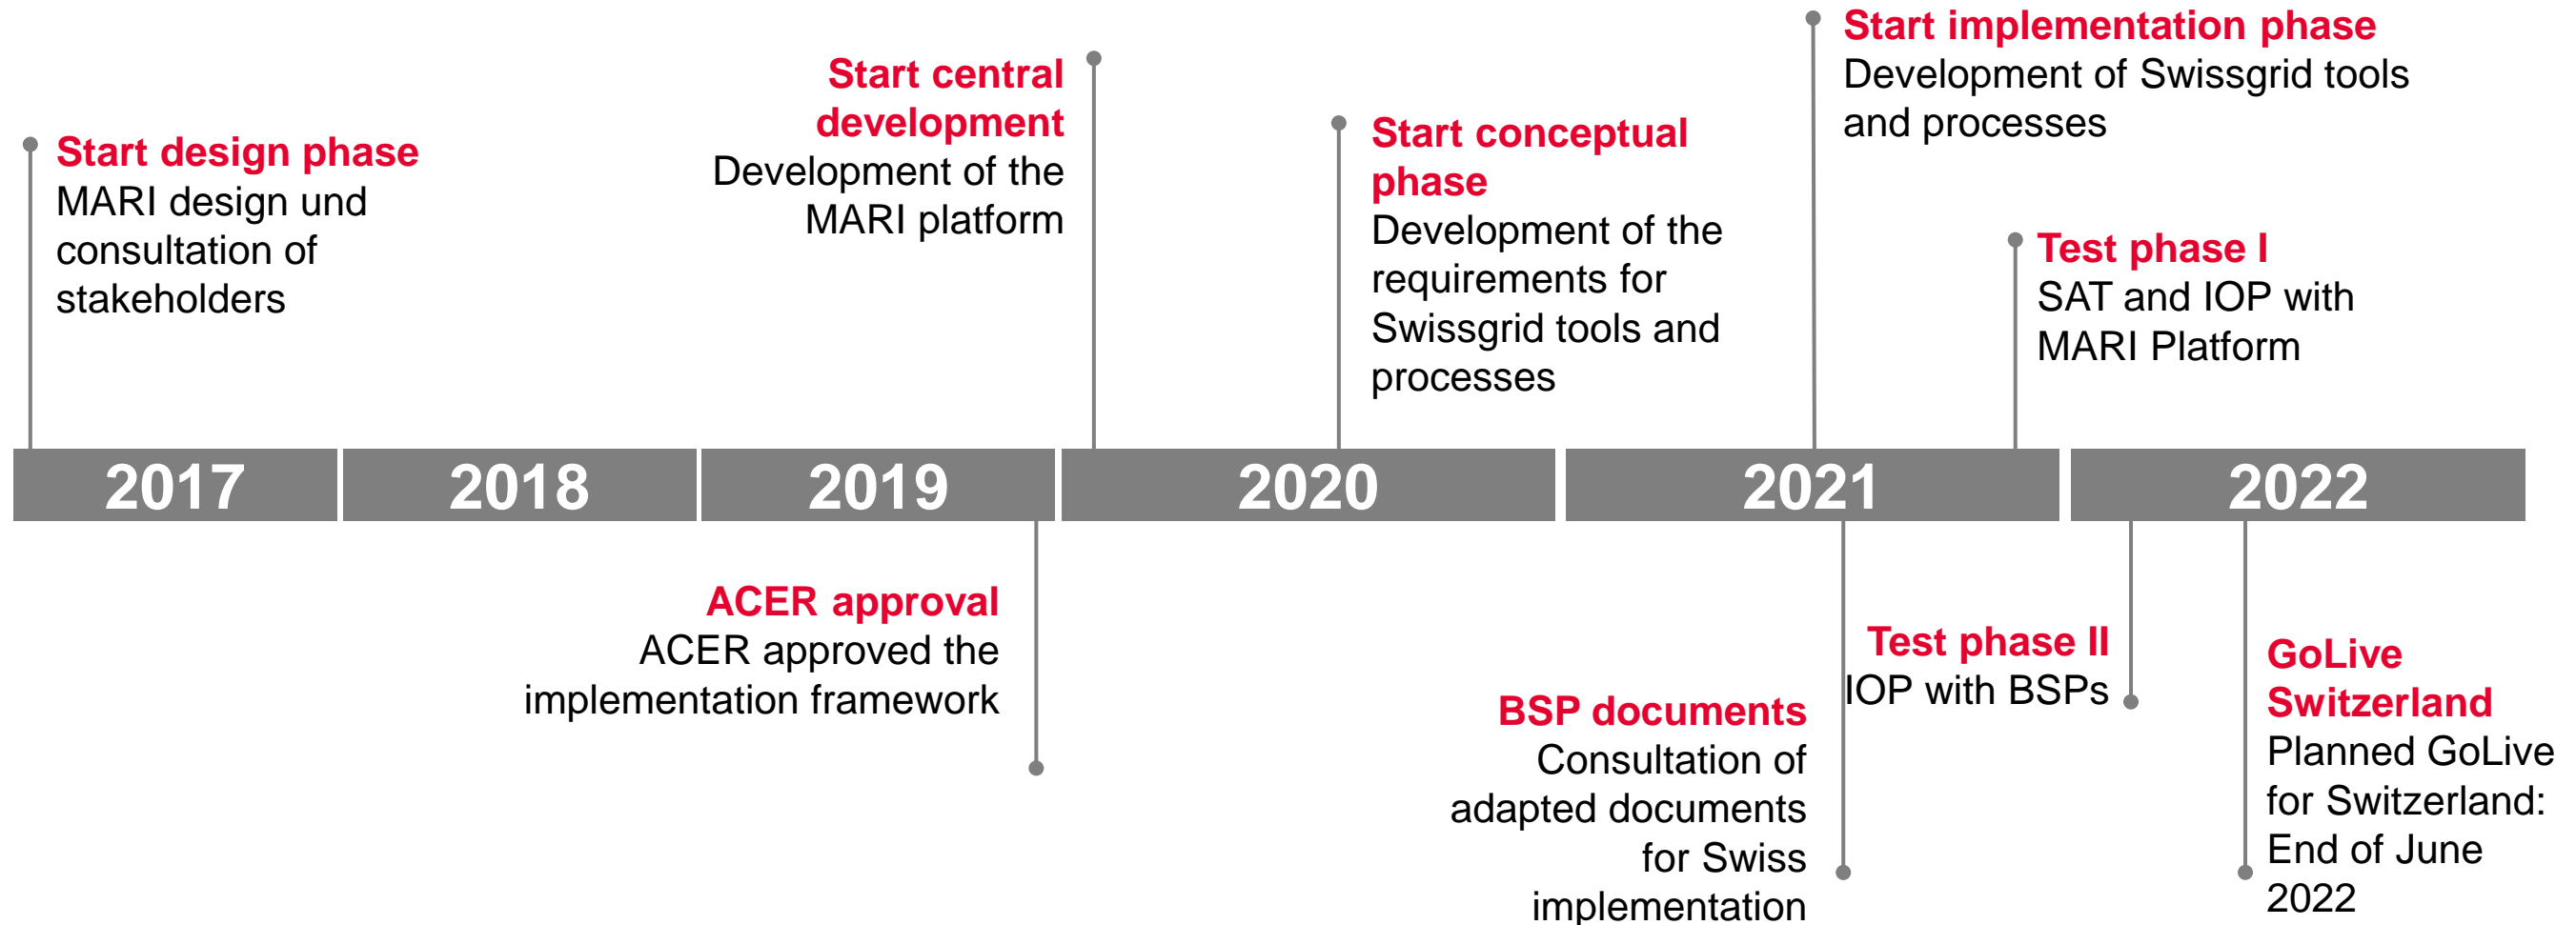 Start design phase
MARI design und
consultation of
stakeholders
Start central
development
Development of the
MARI platform
Start conceptual
phase
Development of the
requirements for
Swissgrid tools and
processes
Start implementation phase
Development of Swissgrid tools
and processes
Test phase I
SAT and IOP with
MARI Platform
2017
2018
2019
2020
2021
2022
ACER approval
ACER approved the
implementation framework
BSP documents
Consultation of
adapted documents
for Swiss
implementation
Test phase II
IOP with BSPs
GoLive
Switzerland
Planned GoLive
for Switzerland:
End of June
2022